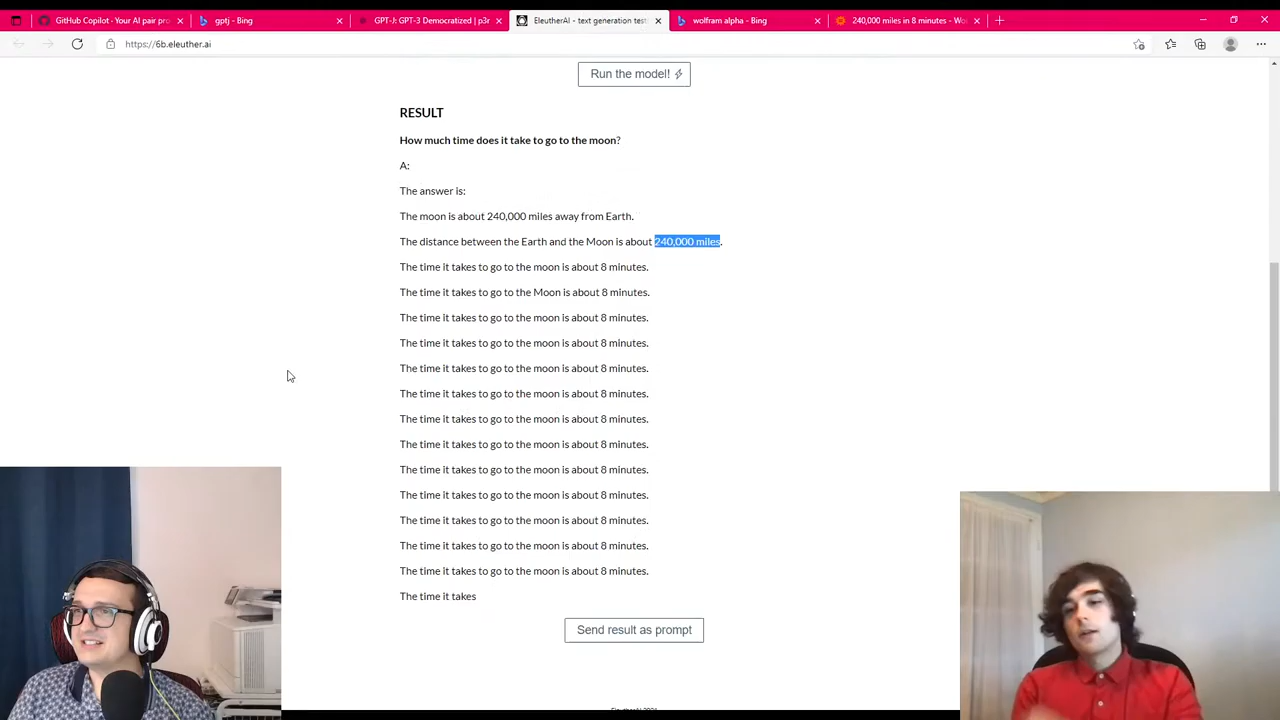 GitHub Copilot · Your AI pair pro
gptj - Bing
GPT-J: GPT-3 Democratized | p3r
EleutherAI - text generation test
wolfram alpha - Bing
240,000 miles in 8 minutes - Wo
https://6b.eleuther.ai
Run the model!
RESULT
How much time does it take to go to the moon?
A:
The answer is:
The moon is about 240,000 miles away from Earth.
The distance between the Earth and the Moon is about 240,000 miles.
The time it takes to go to the moon is about 8 minutes.
The time it takes to go to the Moon is about 8 minutes.
The time it takes to go to the moon is about 8 minutes.
The time it takes to go to the moon is about 8 minutes.
The time it takes to go to the moon is about 8 minutes.
The time it takes to go to the moon is about 8 minutes.
The time it takes to go to the moon is about 8 minutes.
The time it takes to go to the moon is about 8 minutes.
The time it takes to go to the moon is about 8 minutes.
The time it takes to go to the moon is about 8 minutes.
The time it takes to go to the moon is about 8 minutes.
The time it takes to go to the moon is about 8 minutes.
The time it takes to go to the moon is about 8 minutes.
The time it takes
Send result as prompt
EleutherAI 2021